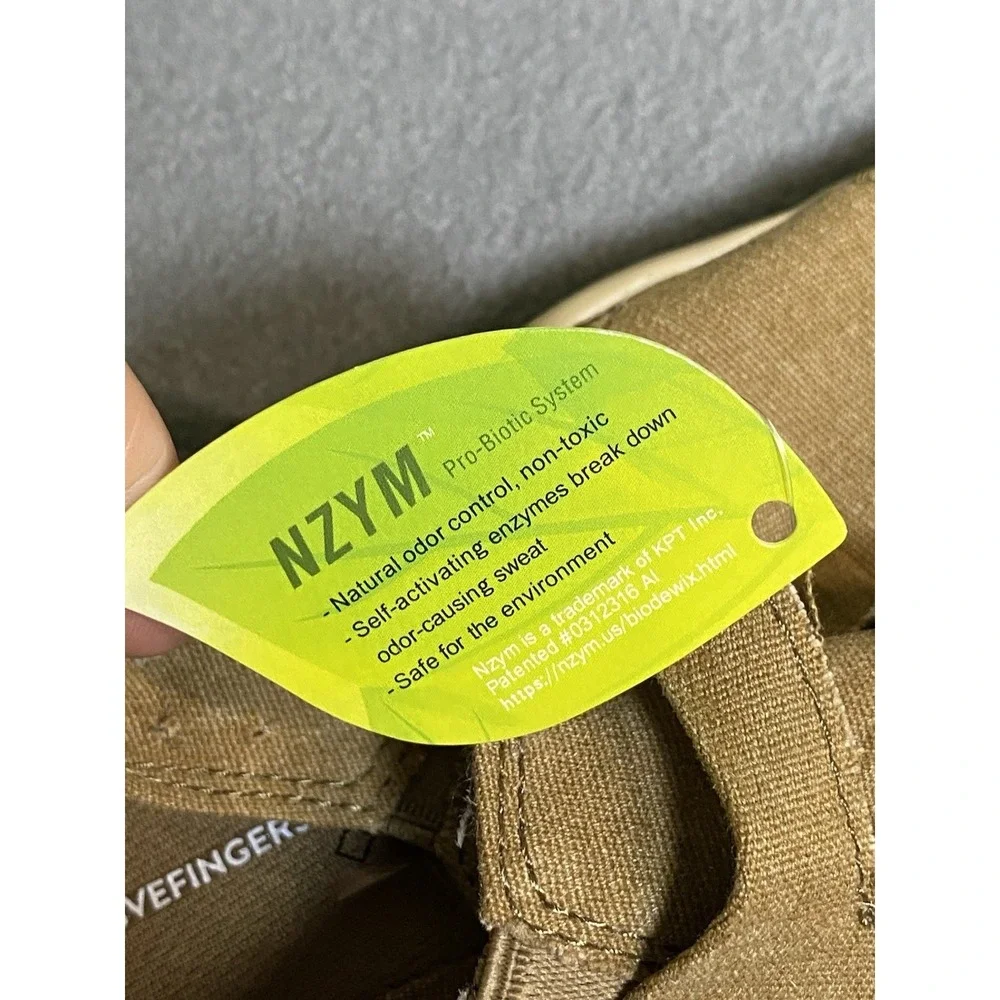 NZYM™ Pro-Biotic System
- Natural odor control, non-toxic
- Self-activating enzymes break down
odor-causing sweat
- Safe for the environment
Nzym is a trademark of KPT Inc.
Patented #0312316 AI
https://nzym.us/biodewix.html
VEFINGERS